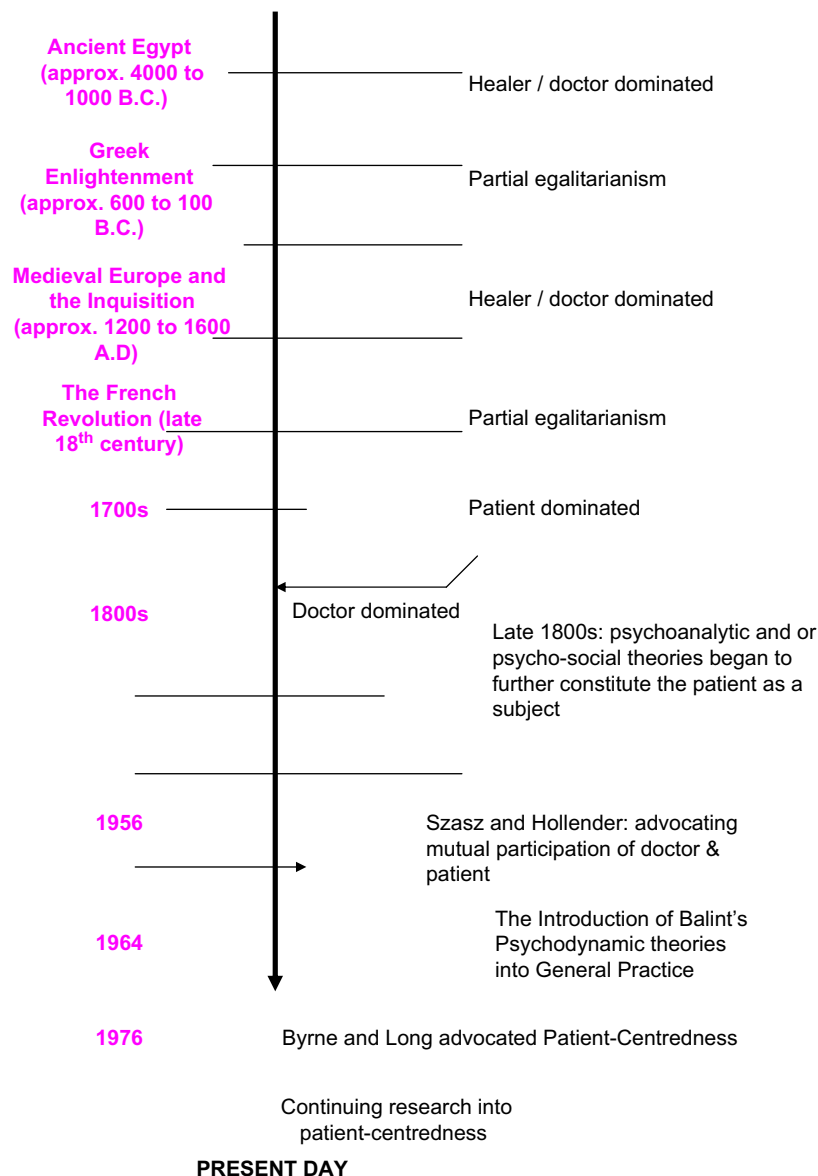 Ancient Egypt
(approx. 4000 to
1000 B.C.)
Healer / doctor dominated
Greek
Enlightenment
(approx. 600 to 100
B.C.)
Partial egalitarianism
Medieval Europe and
the Inquisition
(approx. 1200 to 1600
A.D)
Healer / doctor dominated
The French
Revolution (late
18th century)
Partial egalitarianism
1700s
Patient dominated
1800s
Doctor dominated
Late 1800s: psychoanalytic and or
psycho-social theories began to
further constitute the patient as a
subject
1956
Szasz and Hollender: advocating
mutual participation of doctor &
patient
1964
The Introduction of Balint's
Psychodynamic theories
into General Practice
1976
Byrne and Long advocated Patient-Centredness
Continuing research into
patient-centredness
PRESENT DAY